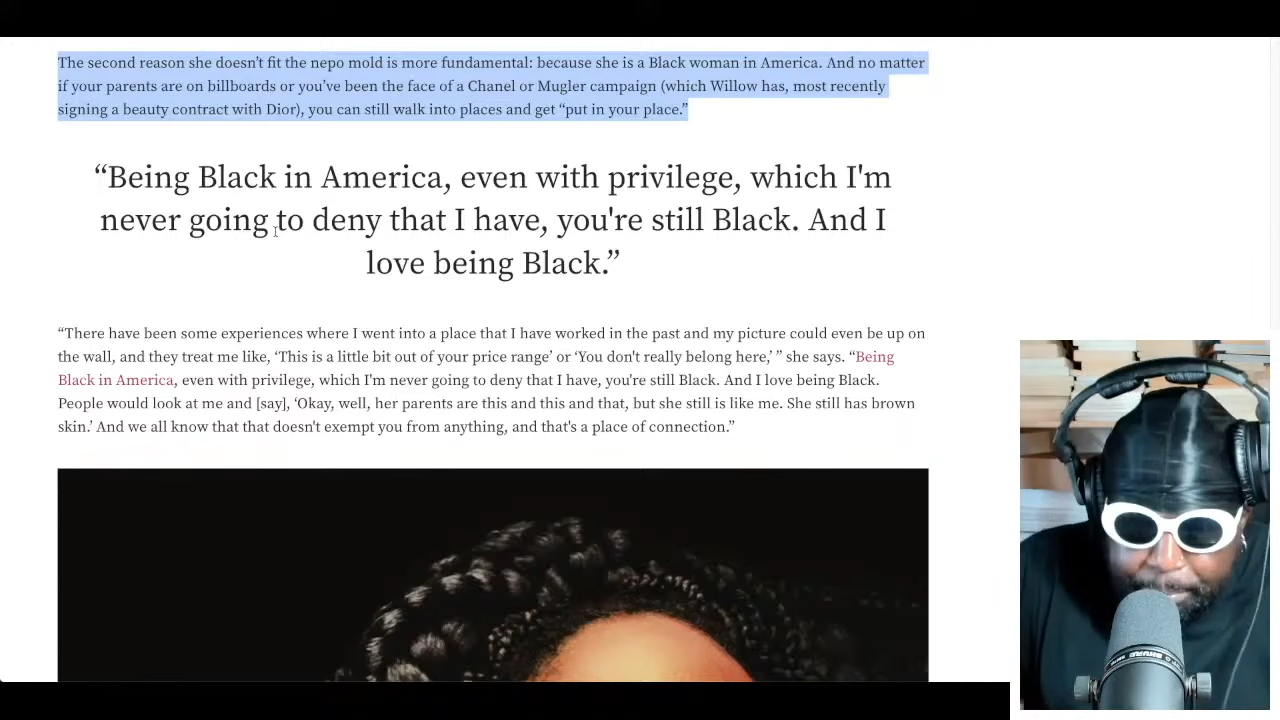 The second reason she doesn’t fit the nepo mold is more fundamental: because she is a Black woman in America. And no matter
if your parents are on billboards or you’ve been the face of a Chanel or Mugler campaign (which Willow has, most recently
signing a beauty contract with Dior), you can still walk into places and get “put in your place.”
“Being Black in America, even with privilege, which I'm
never going to deny that I have, you're still Black. And I
love being Black.”
“There have been some experiences where I went into a place that I have worked in the past and my picture could even be up on
the wall, and they treat me like, ‘This is a little bit out of your price range’ or ‘You don't really belong here,’ ” she says. “Being
Black in America, even with privilege, which I'm never going to deny that I have, you're still Black. And I love being Black.
People would look at me and [say], ‘Okay, well, her parents are this and this and that, but she still is like me. She still has brown
skin.’ And we all know that that doesn't exempt you from anything, and that's a place of connection.”
SHURE